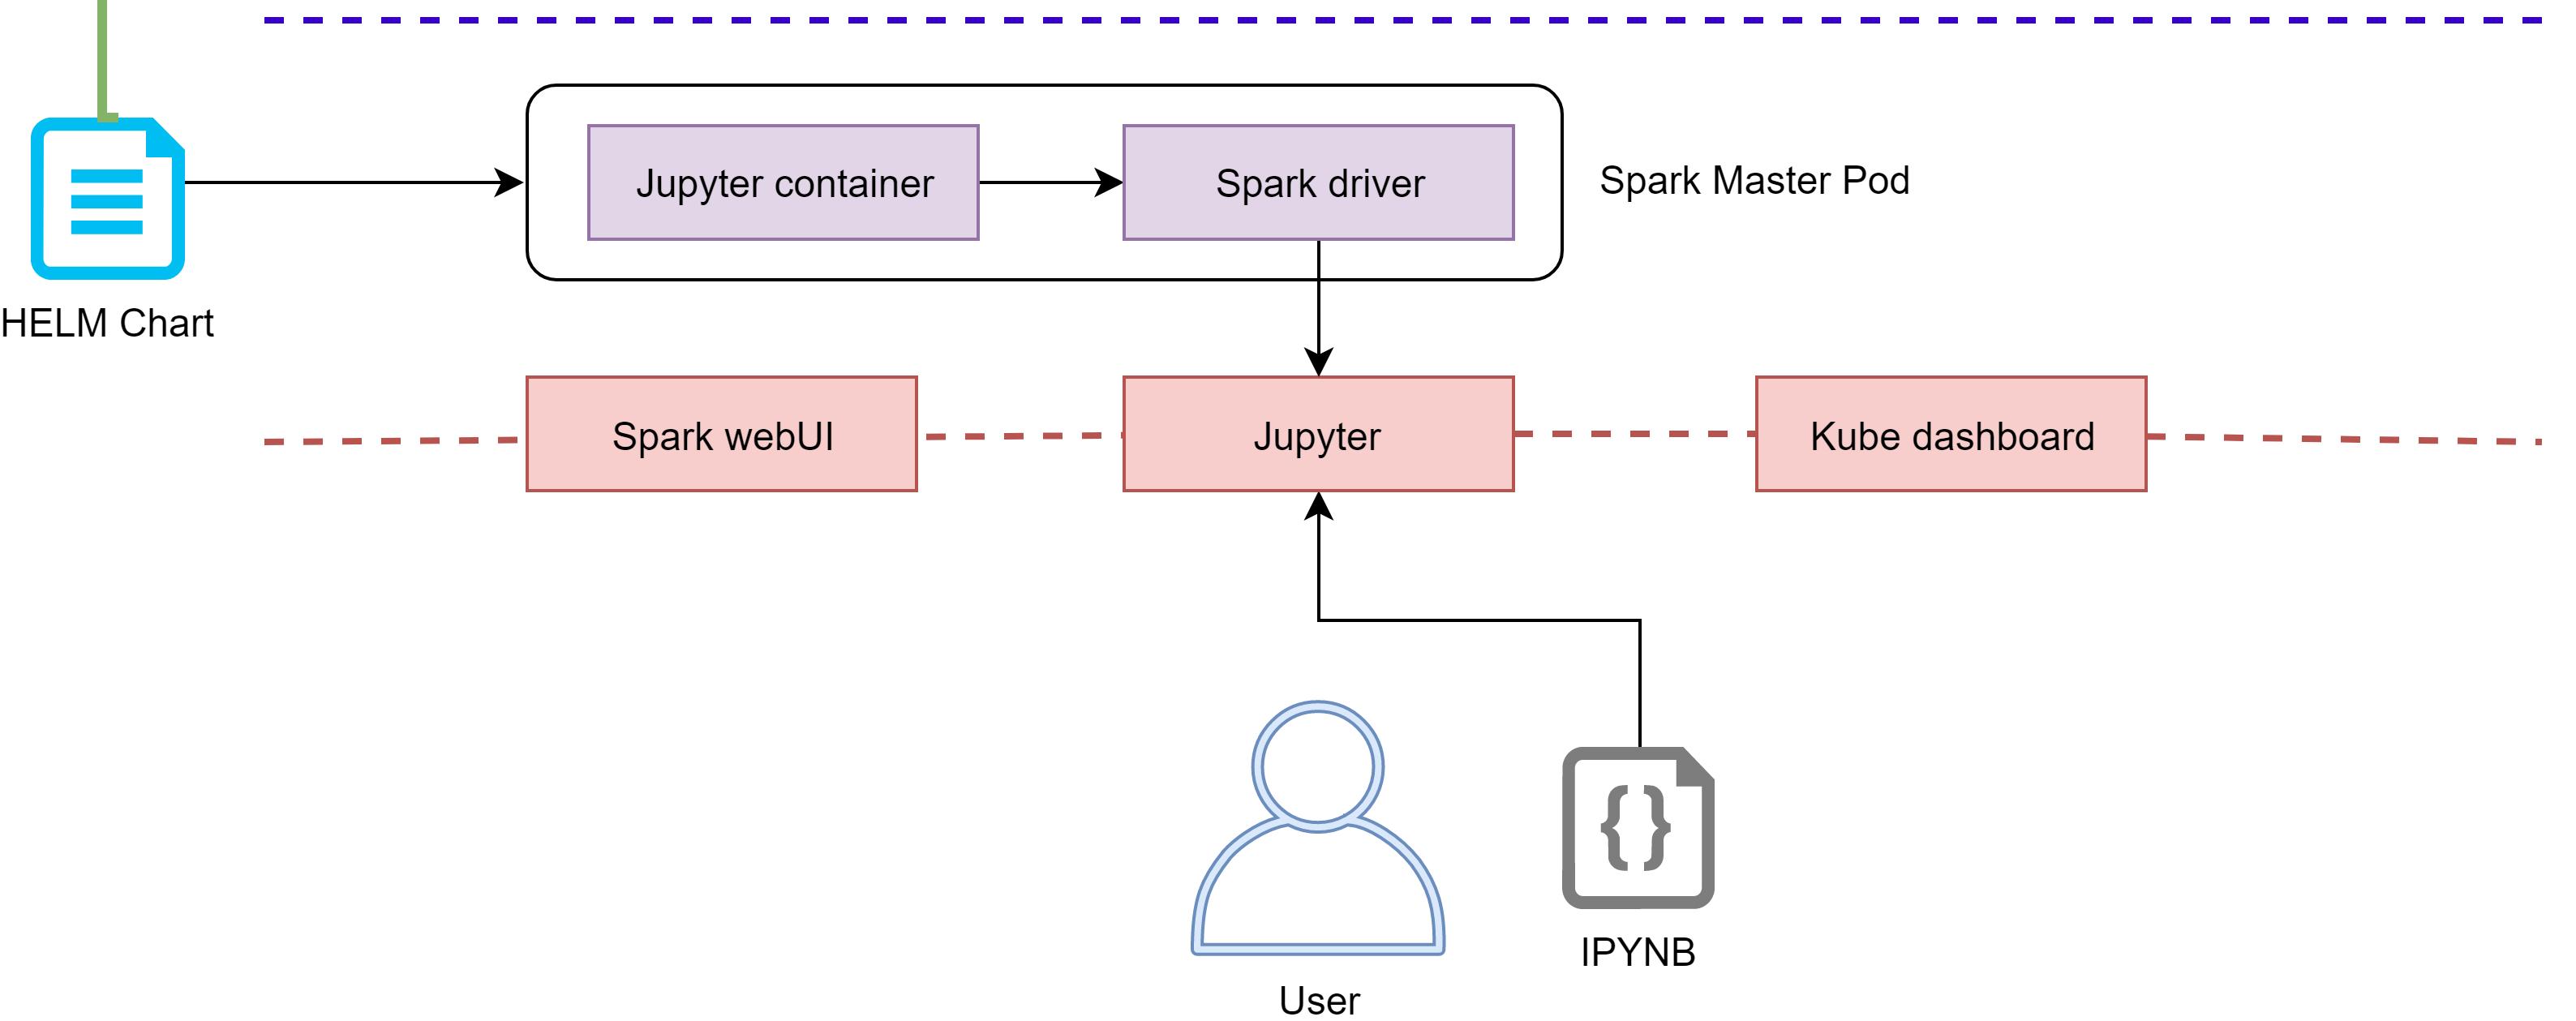 Jupyter container
Spark driver
Spark Master Pod
HELM Chart
Spark webUI
Jupyter
Kube dashboard
{}
IPYNB
User